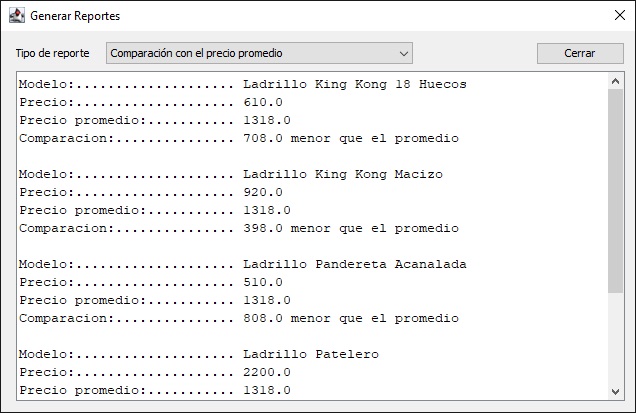 Generar Reportes
Tipo de reporte Comparación con el precio promedio Cerrar
Modelo:.................... Ladrillo King Kong 18 Huecos
Precio:.................... 610.0
Precio promedio:........... 1318.0
Comparacion:............... 708.0 menor que el promedio
Modelo:.................... Ladrillo King Kong Macizo
Precio:.................... 920.0
Precio promedio:........... 1318.0
Comparacion:............... 398.0 menor que el promedio
Modelo:.................... Ladrillo Pandereta Acanalada
Precio:.................... 510.0
Precio promedio:........... 1318.0
Comparacion:............... 808.0 menor que el promedio
Modelo:.................... Ladrillo Patelero
Precio:.................... 2200.0
Precio promedio:........... 1318.0